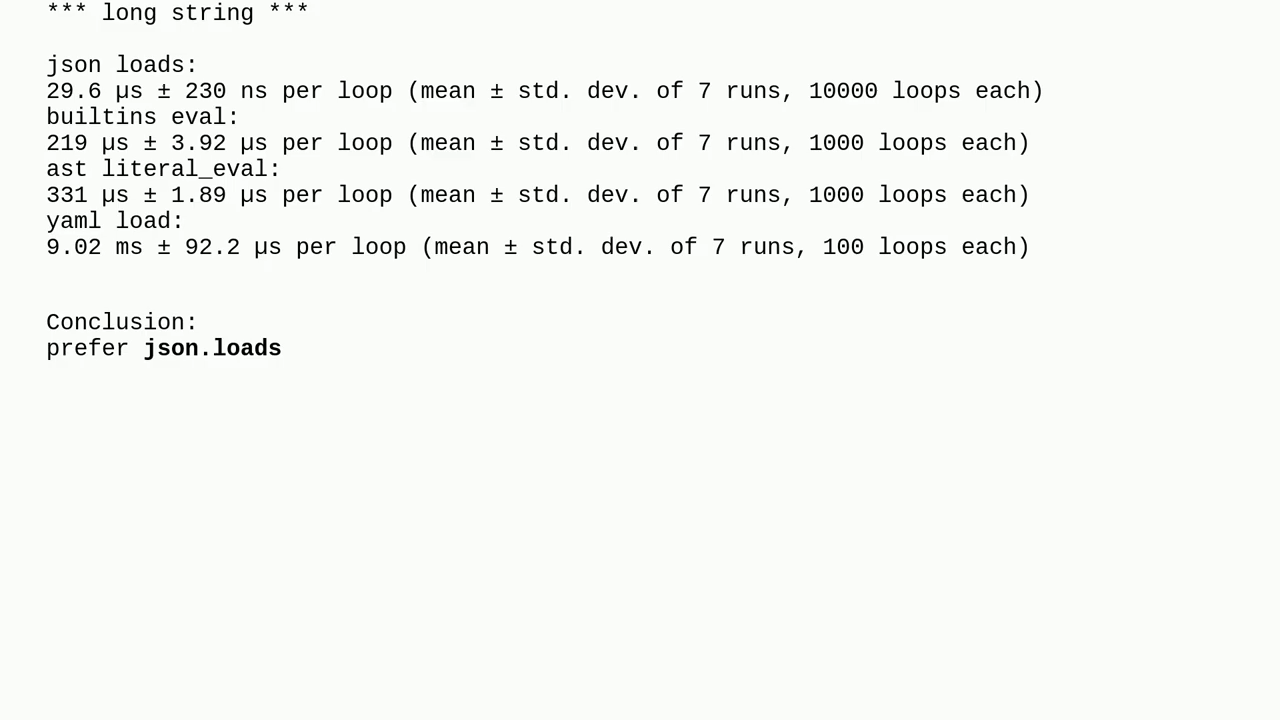 *** long string ***
json loads:
29.6 µs ± 230 ns per loop (mean ± std. dev. of 7 runs, 10000 loops each)
builtins eval:
219 µs ± 3.92 µs per loop (mean ± std. dev. of 7 runs, 1000 loops each)
ast literal_eval:
331 µs ± 1.89 µs per loop (mean ± std. dev. of 7 runs, 1000 loops each)
yaml load:
9.02 ms ± 92.2 µs per loop (mean ± std. dev. of 7 runs, 100 loops each)
Conclusion:
prefer json.loads